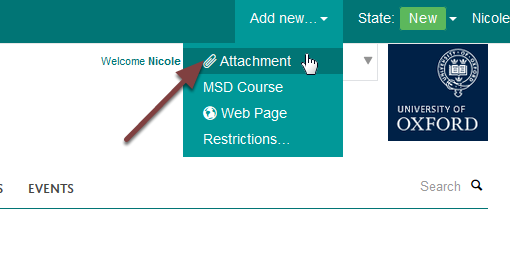 Add new... State: New Nicole
Welcome Nicole
Attachment
MSD Course
Web Page
Restrictions...
UNIVERSITY OF
OXFORD
S EVENTS
Search